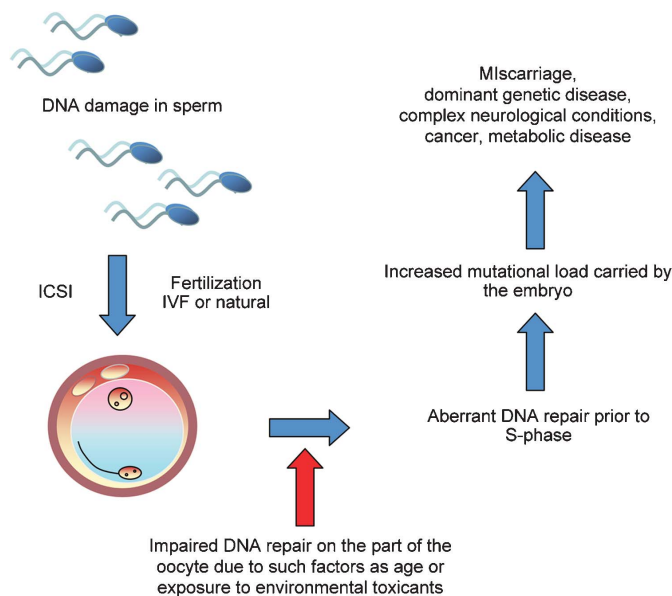 DNA damage in sperm
ICSI
Fertilization
IVF or natural
Impaired DNA repair on the part of the
oocyte due to such factors as age or
exposure to environmental toxicants
Aberrant DNA repair prior to
S-phase
Increased mutational load carried by
the embryo
MIscarriage,
dominant genetic disease,
complex neurological conditions,
cancer, metabolic disease